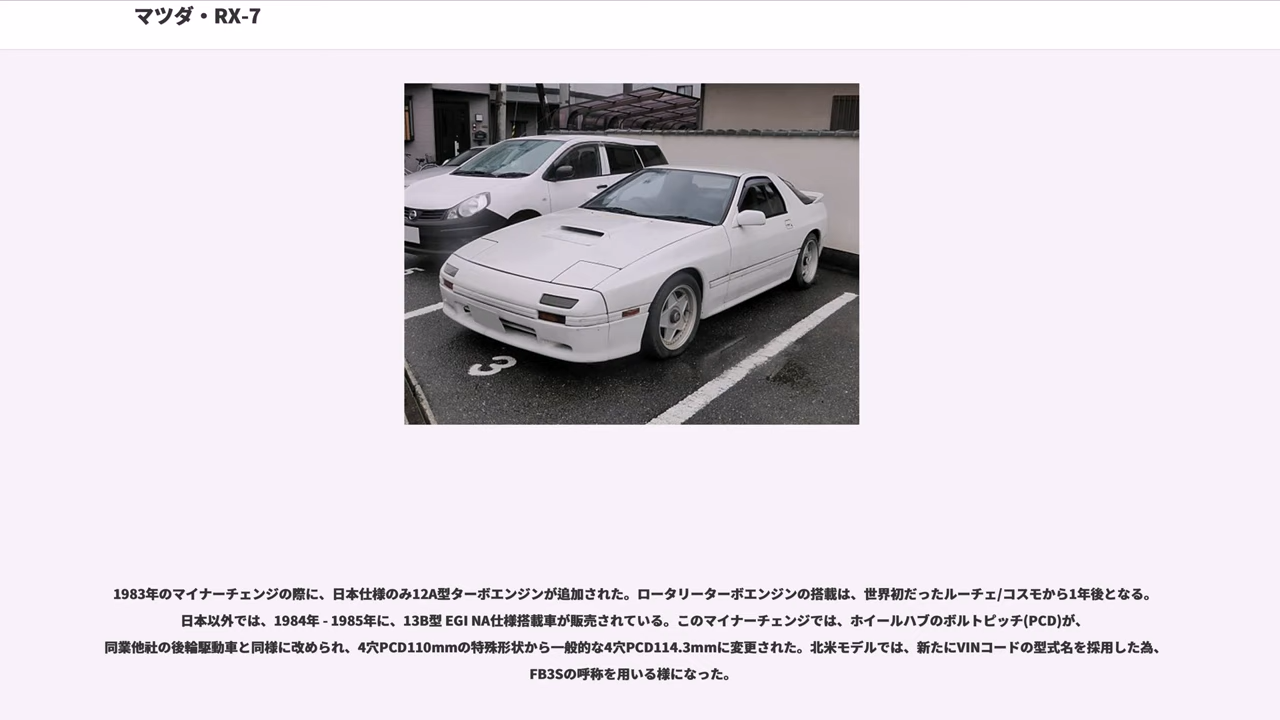 マツダ・RX-7
3
1983年のマイナーチェンジの際に、日本仕様のみ12A型ターボエンジンが追加された。ロータリーターボエンジンの搭載は、世界初だったルーチェ/コスモから1年後となる。
日本以外では、1984年 - 1985年に、13B型 EGI NA仕様搭載車が販売されている。このマイナーチェンジでは、ホイールハブのボルトピッチ(PCD)が、
同業他社の後輪駆動車と同様に改められ、4穴PCD110mmの特殊形状から一般的な4穴PCD114.3mmに変更された。北米モデルでは、新たにVINコードの型式名を採用した為、
FB3Sの呼称を用いる様になった。